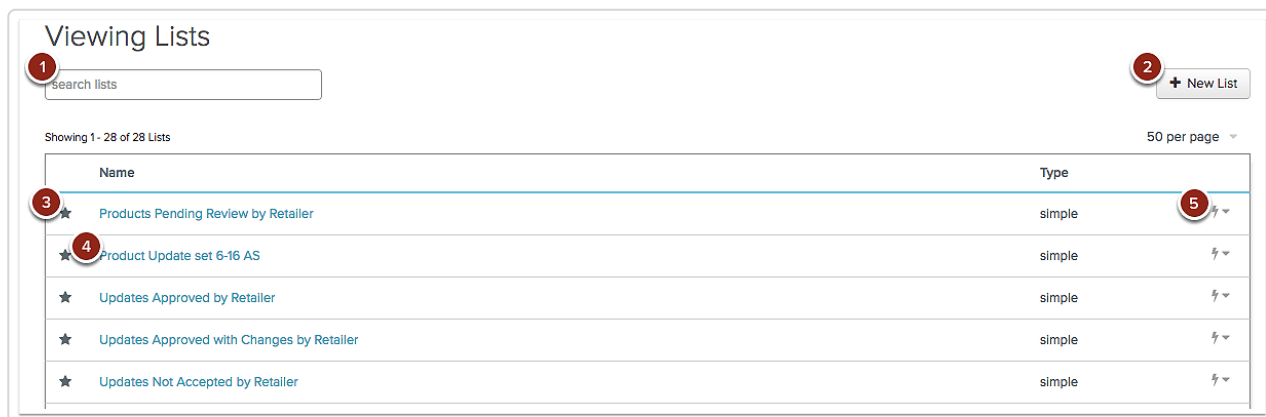 Viewing Lists
1
search lists
2
+ New List
Showing 1 - 28 of 28 Lists
50 per page
Name Type
3
Products Pending Review by Retailer simple
5
4
Product Update set 6-16 AS simple
Updates Approved by Retailer simple
Updates Approved with Changes by Retailer simple
Updates Not Accepted by Retailer simple